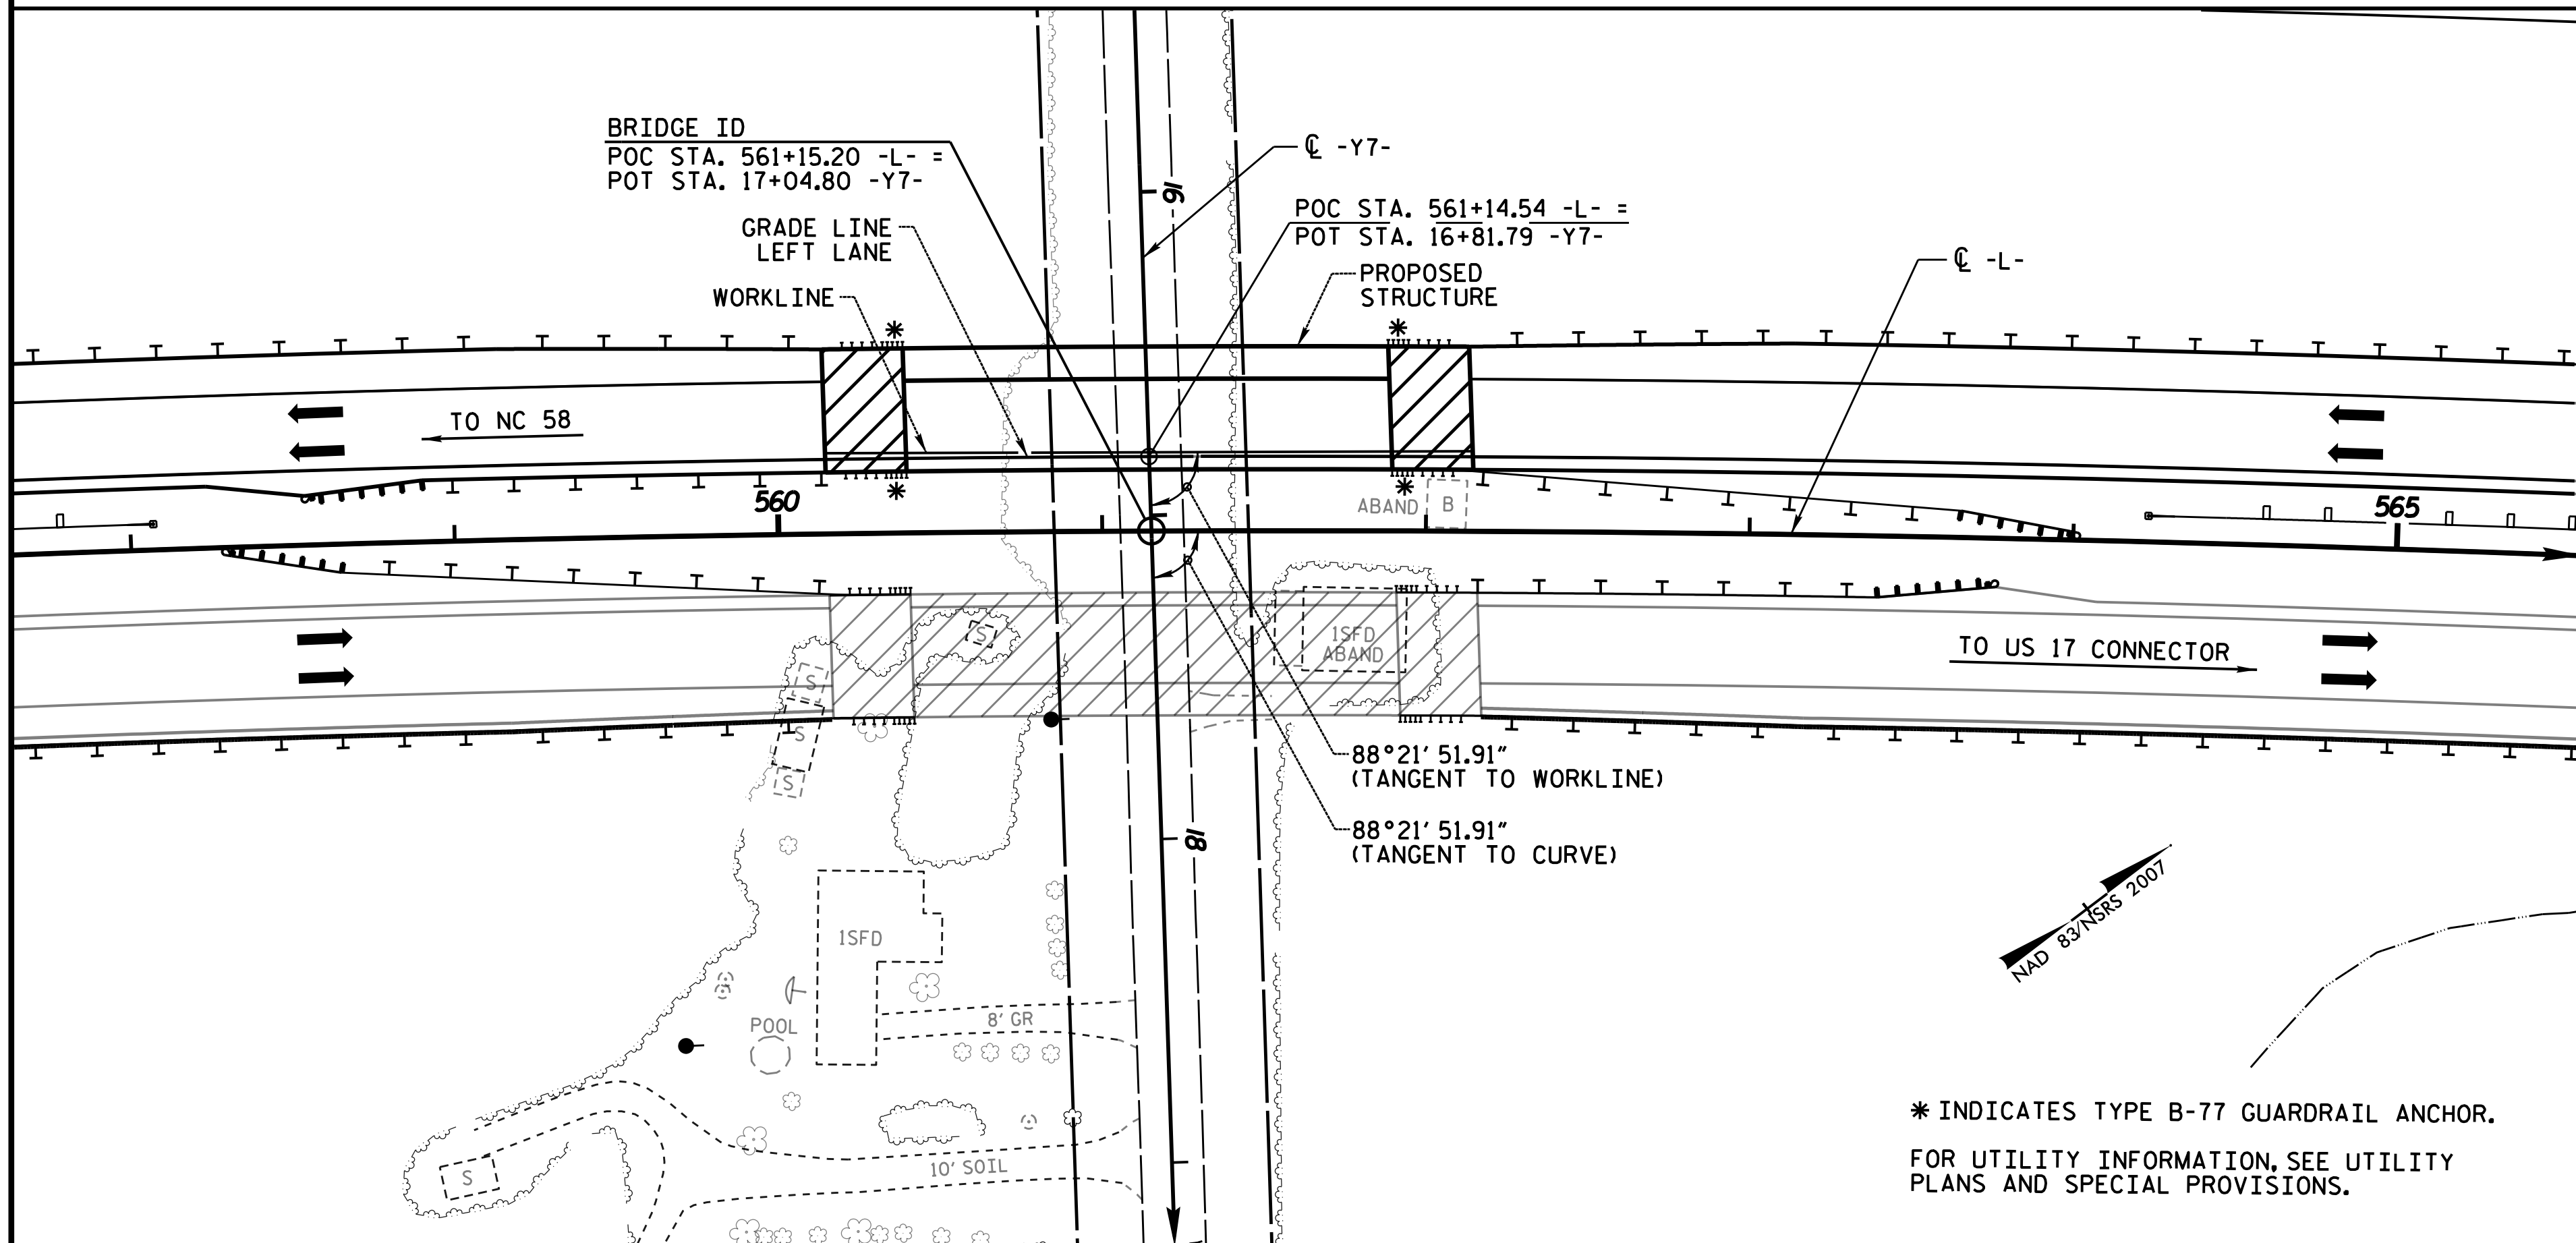 BRIDGE ID
POC STA. 561+15.20 -L- =
POT STA. 17+04.80 -Y7-
℄ -Y7-
16
POC STA. 561+14.54 -L- =
POT STA. 16+81.79 -Y7-
GRADE LINE
LEFT LANE
WORKLINE
PROPOSED
STRUCTURE
℄ -L-
*
*
TO NC 58
560
*
*
ABAND
B
565
S
1SFD
ABAND
TO US 17 CONNECTOR
S
S
S
88°21' 51.91"
(TANGENT TO WORKLINE)
88°21' 51.91"
(TANGENT TO CURVE)
18
NAD 83/NSRS 2007
1SFD
POOL
8' GR
10' SOIL
S
* INDICATES TYPE B-77 GUARDRAIL ANCHOR.
FOR UTILITY INFORMATION, SEE UTILITY
PLANS AND SPECIAL PROVISIONS.